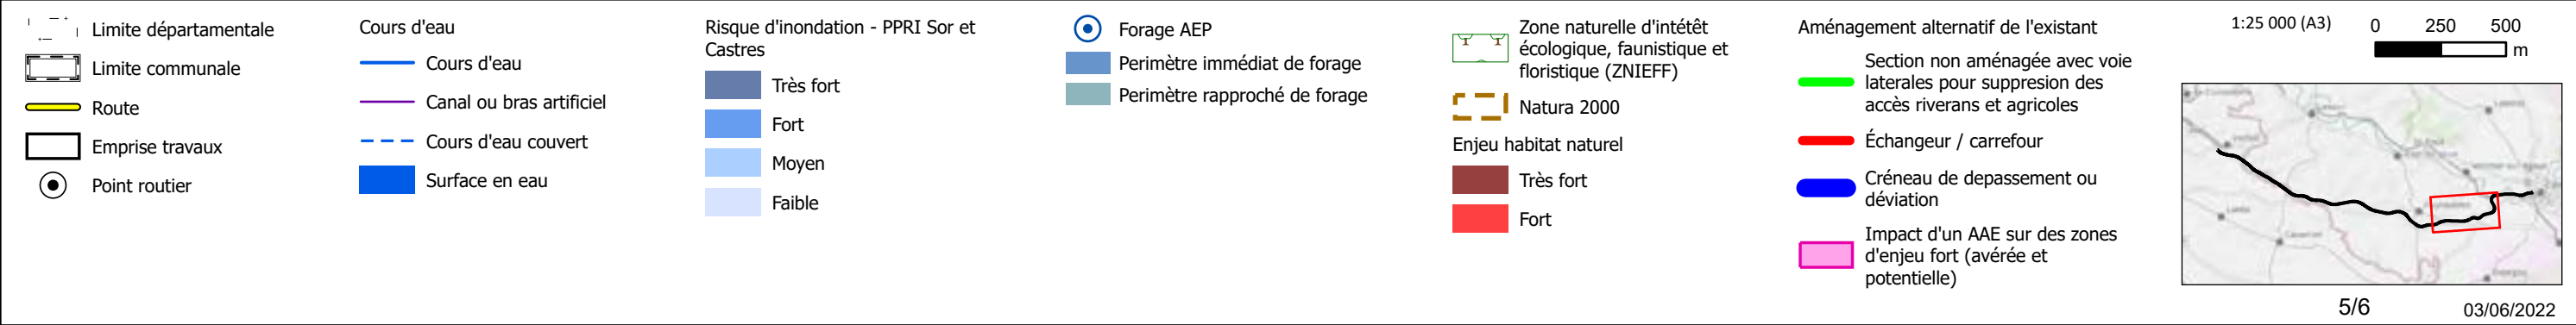 Limite départementale
Limite communale
Route
Emprise travaux
Point routier
Cours d'eau
Cours d'eau
Canal ou bras artificiel
Cours d'eau couvert
Surface en eau
Risque d'inondation - PPRI Sor et
Castres
Très fort
Fort
Moyen
Faible
Forage AEP
Perimètre immédiat de forage
Perimètre rapproché de forage
Zone naturelle d'intétêt
écologique, faunistique et
floristique (ZNIEFF)
Natura 2000
Enjeu habitat naturel
Très fort
Fort
Aménagement alternatif de l'existant
Section non aménagée avec voie
laterales pour suppresion des
accès riverans et agricoles
Échangeur / carrefour
Créneau de depassement ou
déviation
Impact d'un AAE sur des zones
d'enjeu fort (avérée et
potentielle)
1:25 000 (A3)
0 250 500
m
5/6
03/06/2022